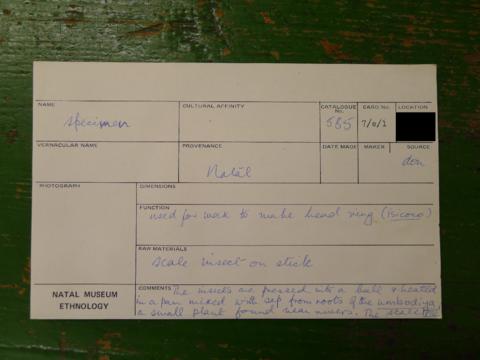 NAME CULTURAL AFFINITY CATALOGUE No. CARD No. LOCATION
specimen 585 7/0/1
VERNACULAR NAME PROVENANCE DATE MADE MAKER SOURCE
Natal don
PHOTOGRAPH DIMENSIONS
FUNCTION
used for work to make head ring (isicoco)
RAW MATERIALS
scale insect on stick
NATAL MUSEUM
ETHNOLOGY
COMMENTS The insects are pressed into a ball & heated
in a pan mixed with sap from roots of the
a small plant found near rivers. The